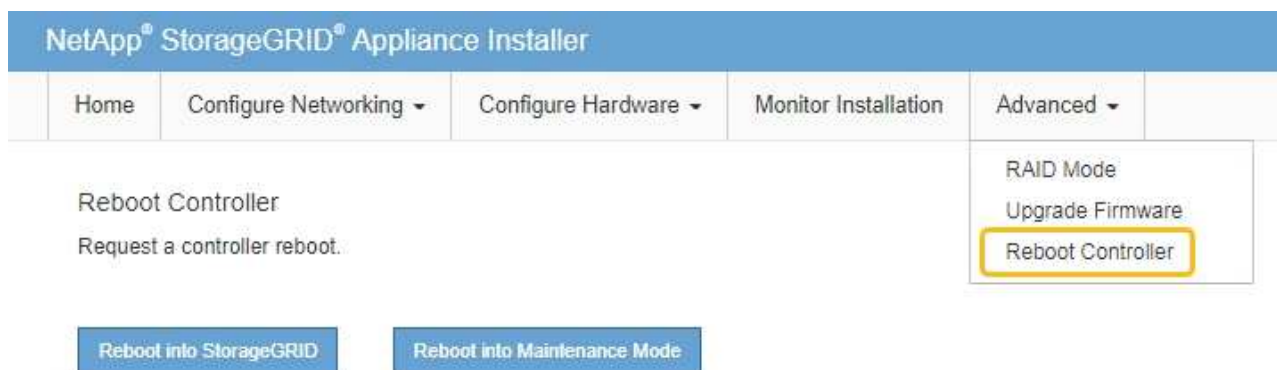 NetApp® StorageGRID® Appliance Installer
Home Configure Networking Configure Hardware Monitor Installation Advanced
RAID Mode
Upgrade Firmware
Reboot Controller
Reboot Controller
Request a controller reboot.
Reboot into StorageGRID Reboot into Maintenance Mode